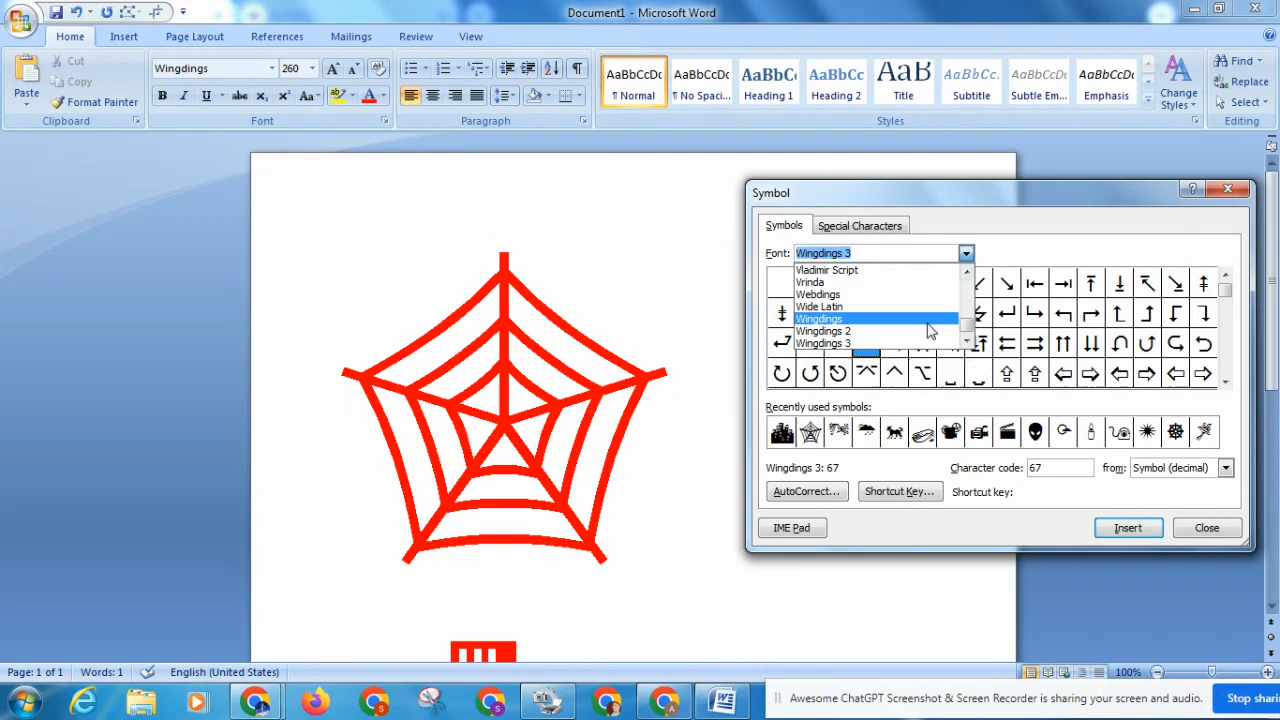 Document1 - Microsoft Word
Home Insert Page Layout References Mailings Review View
Paste
Cut
Copy
Format Painter
Clipboard
Wingdings 260
Font
Paragraph
AaBbCcDc AaBbCcDc AaBbCc AaBbCc AaB AaBbCc. AaBbCcDc AaBbCcDc
¶ Normal ¶ No Spaci... Heading 1 Heading 2 Title Subtitle Subtle Em... Emphasis
Styles
Change
Styles
Find
Replace
Select
Editing
Symbol
Symbols Special Characters
Font: Wingdings 3
Vladimir Script
Vrinda
Webdings
Wide Latin
Wingdings
Wingdings 2
Wingdings 3
Recently used symbols:
Wingdings 3: 67 Character code: 67 from: Symbol (decimal)
AutoCorrect... Shortcut Key... Shortcut key:
IME Pad Insert Close
Page: 1 of 1 Words: 1 English (United States) 100%
Awesome ChatGPT Screenshot & Screen Recorder is sharing your screen and audio. Stop shari